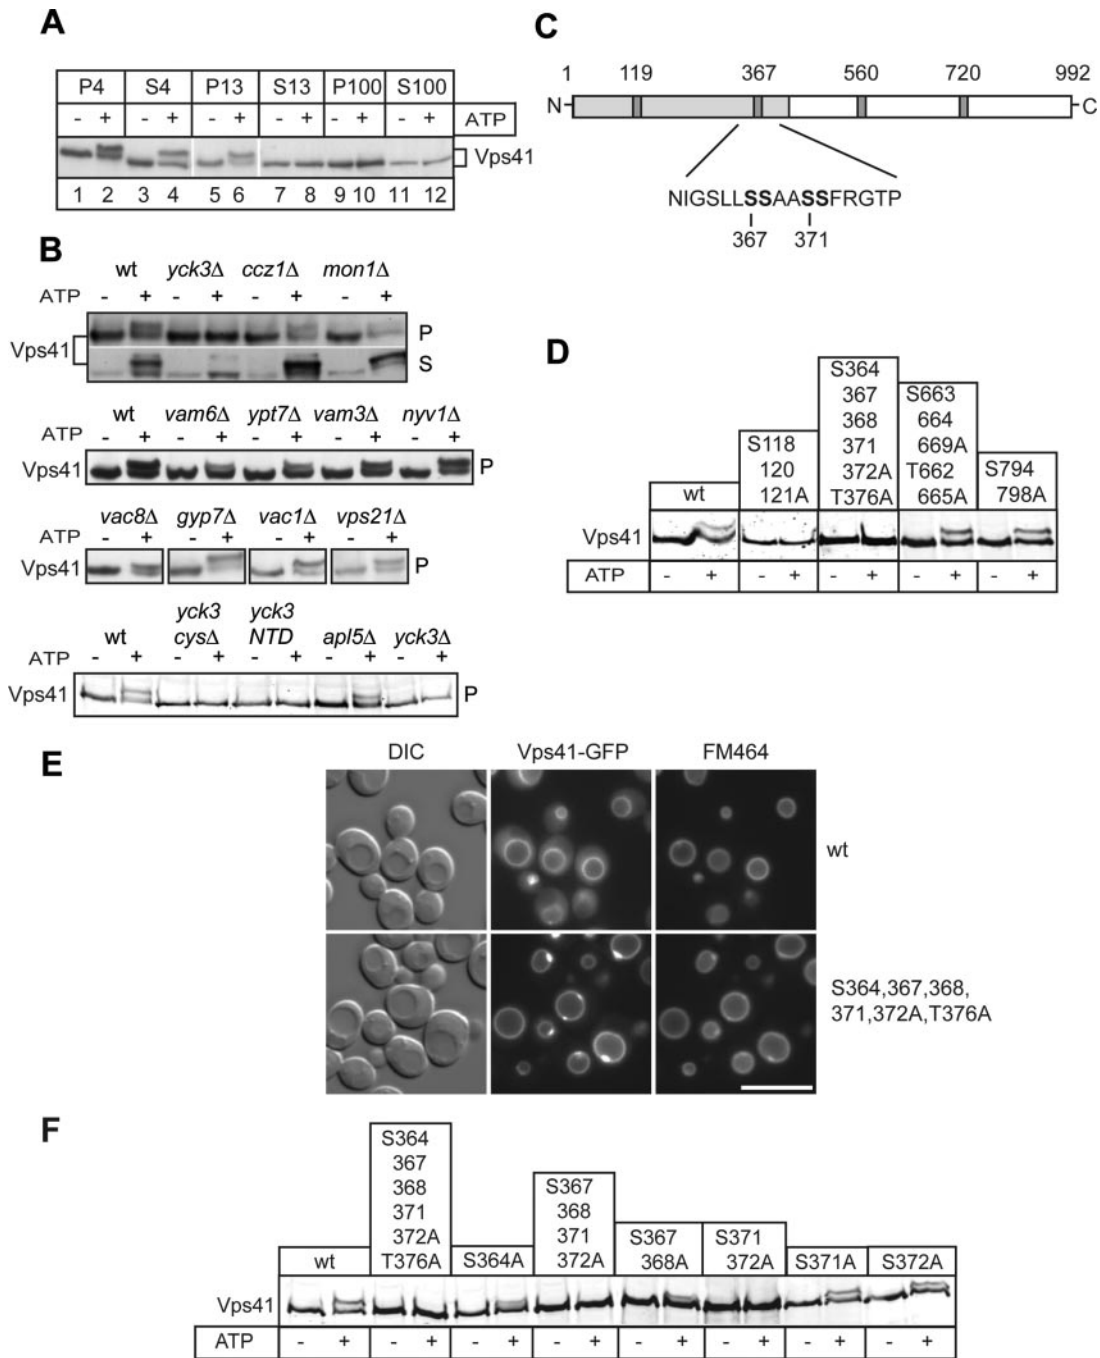 A
P4 S4 P13 S13 P100 S100
- + - + - + - + - + - + ATP
Vps41
1 2 3 4 5 6 7 8 9 10 11 12
B
wt yck3Δ ccz1Δ mon1Δ
ATP - + - + - + - +
P
Vps41
S
wt vam6Δ ypt7Δ vam3Δ nyv1Δ
ATP - + - + - + - + - +
Vps41 P
vac8Δ gyp7Δ vac1Δ vps21Δ
ATP - + - + - + - +
Vps41 P
yck3 yck3
wt cysΔ NTD apl5Δ yck3Δ
ATP - + - + - + - + - +
Vps41 P
C
1 119 367 560 720 992
N C
NIGSLLSSAASSFRGTP
367 371
D
wt
S118
120
121A
S364
367
368
371
372A
T376A
S663
664
669A
T662
665A
S794
798A
Vps41
ATP - + - + - + - + - +
E
DIC Vps41-GFP FM464
wt
S364,367,368,
371,372A,T376A
F
wt
S364
367
368
371
372A
T376A
S364A
S367
368
371
372A
S367
368A
S371
372A
S371A
S372A
Vps41
ATP - + - + - + - + - + - + - + - +